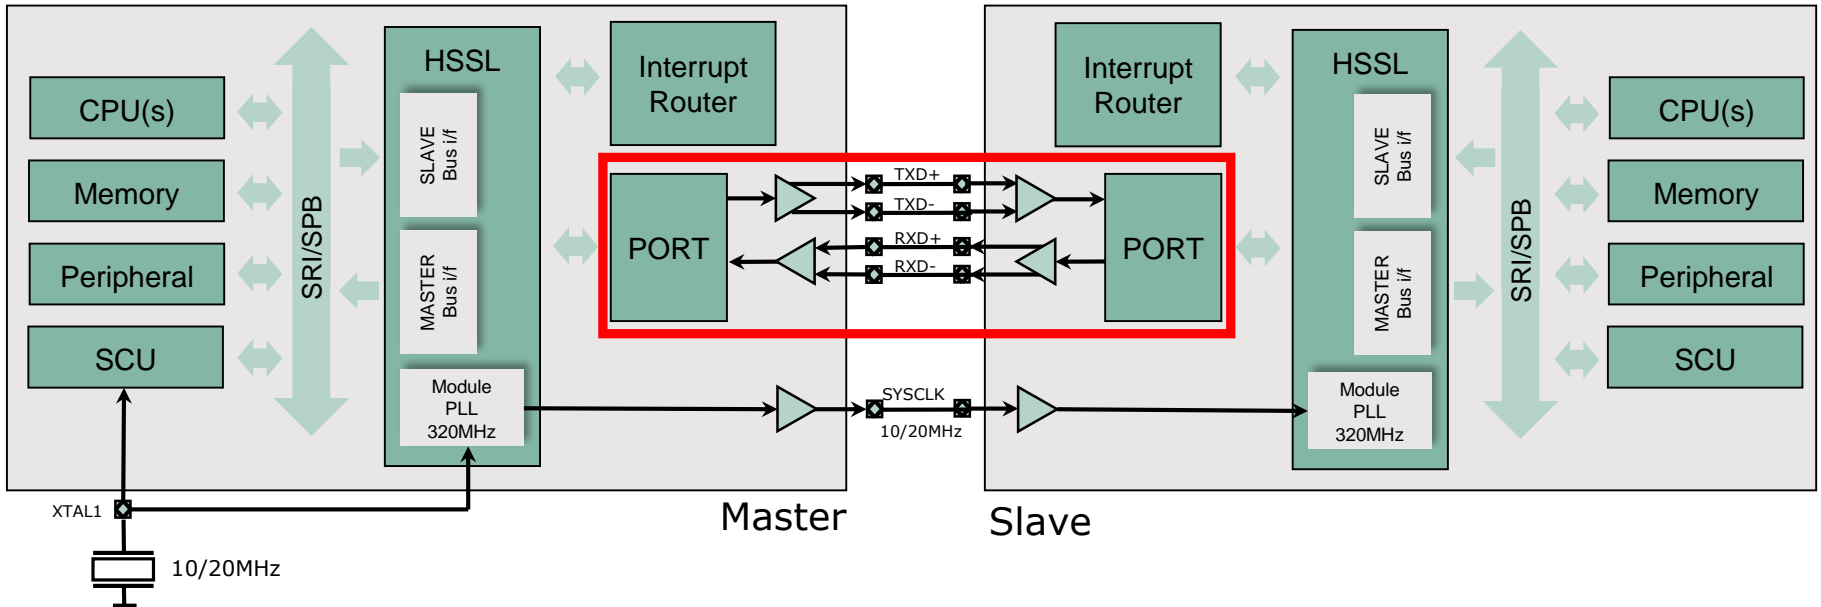 HSSL
Interrupt
Router
CPU(s)
Memory
Peripheral
SCU
SRI/SPB
SLAVE
Bus i/f
MASTER
Bus i/f
Module
PLL
320MHz
PORT
XTAL1
10/20MHz
Master
TXD+
TXD-
RXD+
RXD-
SYSCLK
10/20MHz
Interrupt
Router
HSSL
PORT
SLAVE
Bus i/f
MASTER
Bus i/f
Module
PLL
320MHz
SRI/SPB
CPU(s)
Memory
Peripheral
SCU
Slave